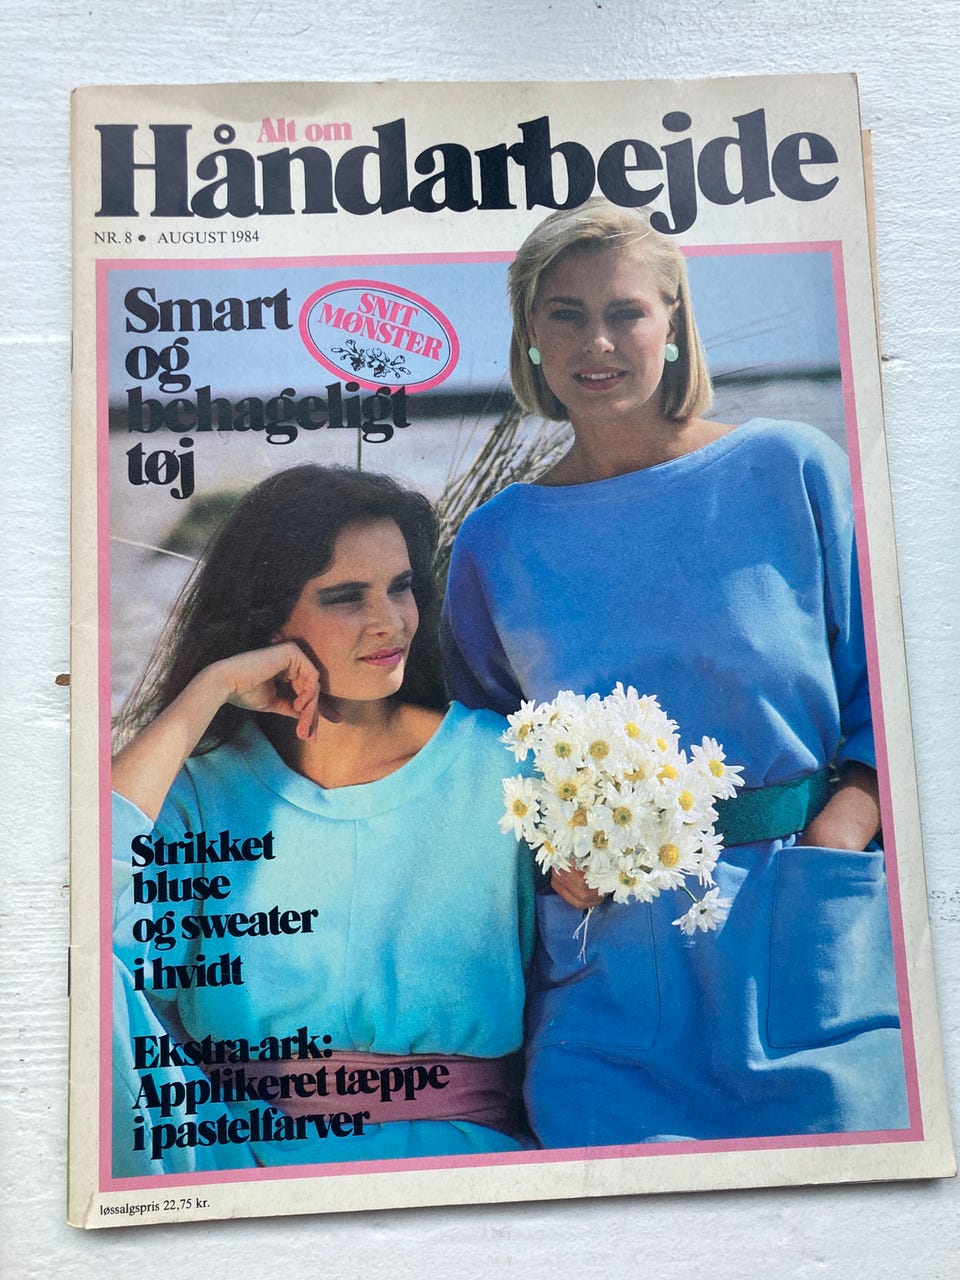 Alt om
Håndarbejde
NR. 8 • AUGUST 1984
Smart
og
behageligt
tøj
SNIT
MØNSTER
Strikket
bluse
og sweater
i hvidt
Ekstra-ark:
Applikeret tæppe
i pastelfarver
løssalgspris 22,75 kr.